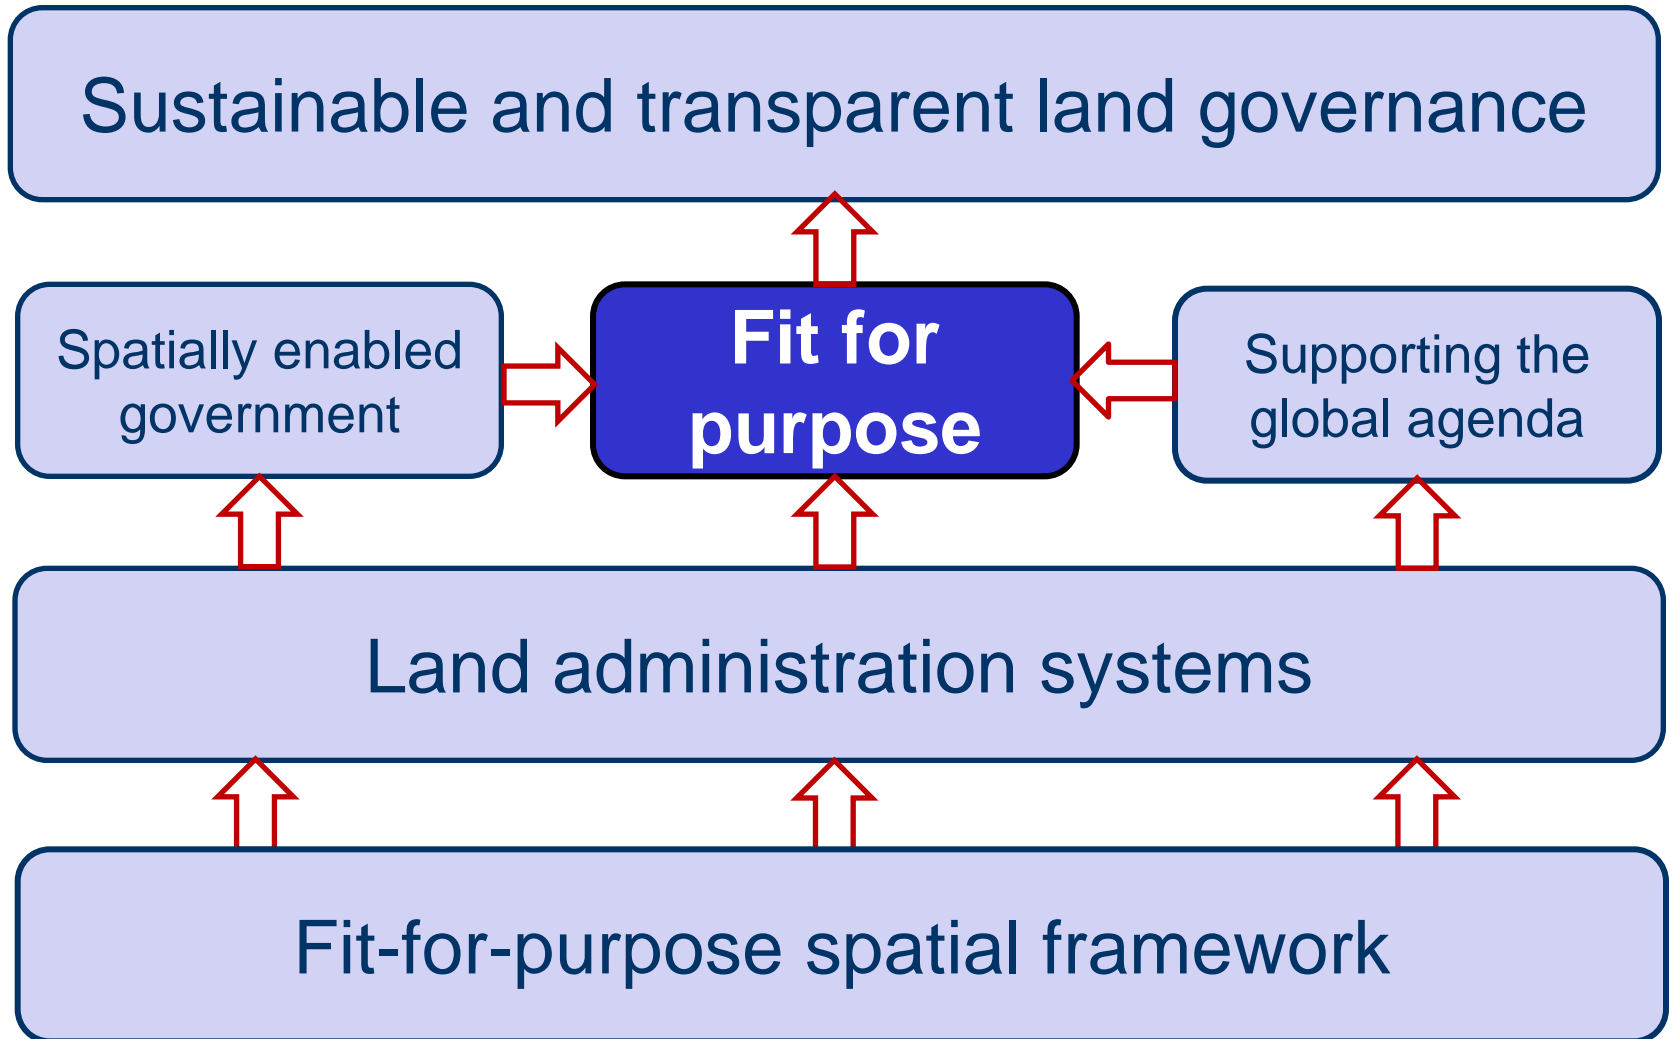 Sustainable and transparent land governance
Spatially enabled
government
Fit for
purpose
Supporting the
global agenda
Land administration systems
Fit-for-purpose spatial framework